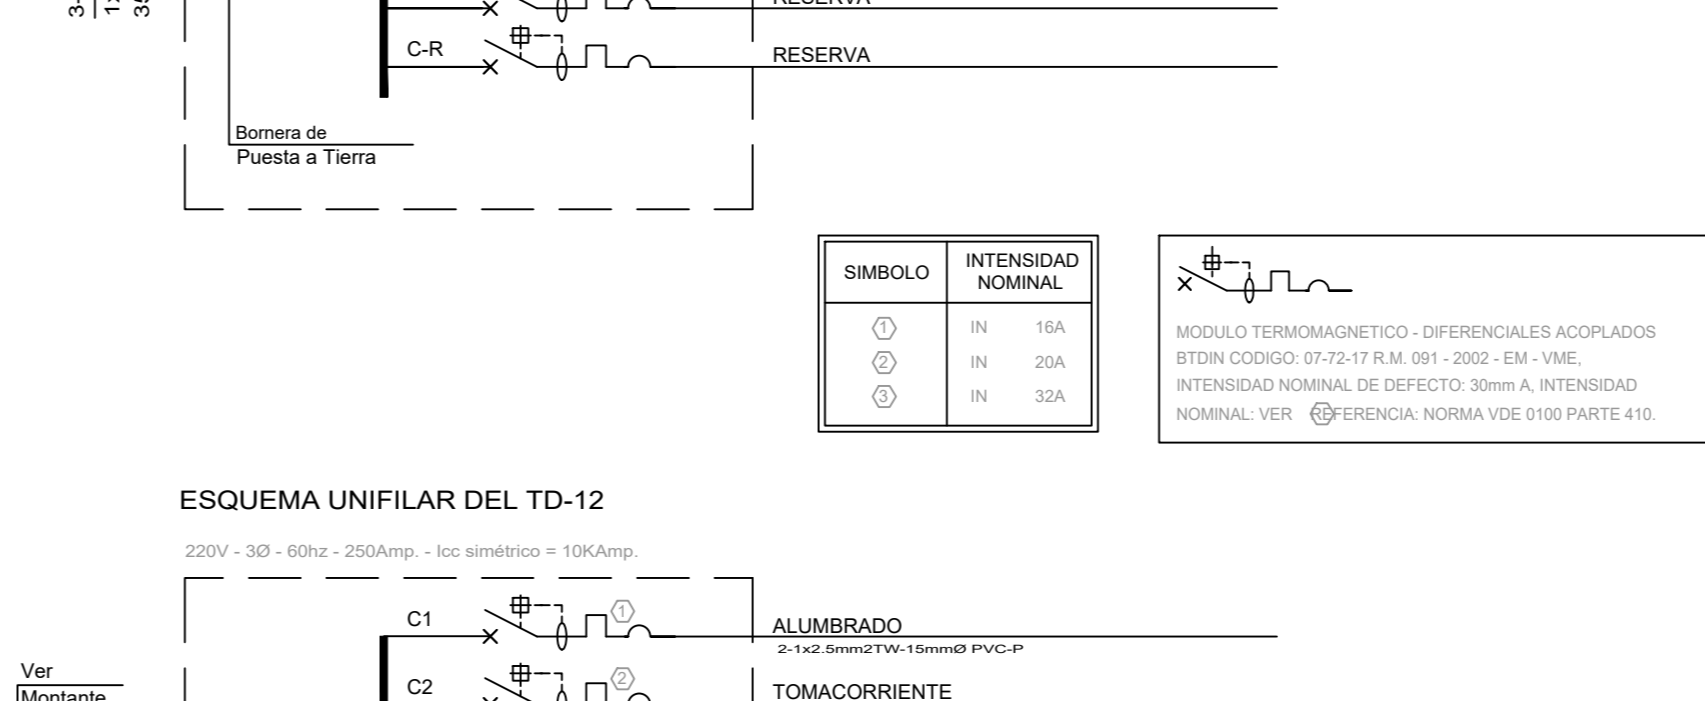 RESERVA
C-R
RESERVA
Bornera de
Puesta a Tierra
SIMBOLO
INTENSIDAD
NOMINAL
1 IN 16A
2 IN 20A
3 IN 32A
MODULO TERMOMAGNETICO - DIFERENCIALES ACOPLADOS
BTDIN CODIGO: 07-72-17 R.M. 091 - 2002 - EM - VME,
INTENSIDAD NOMINAL DE DEFECTO: 30mm A, INTENSIDAD
NOMINAL: VER REFERENCIA: NORMA VDE 0100 PARTE 410.
ESQUEMA UNIFILAR DEL TD-12
220V - 3Ø - 60hz - 250Amp. - Icc simétrico = 10KAmp.
C1
1
ALUMBRADO
2-1x2.5mm2TW-15mmØ PVC-P
Ver
Montante
C2
2
TOMACORRIENTE